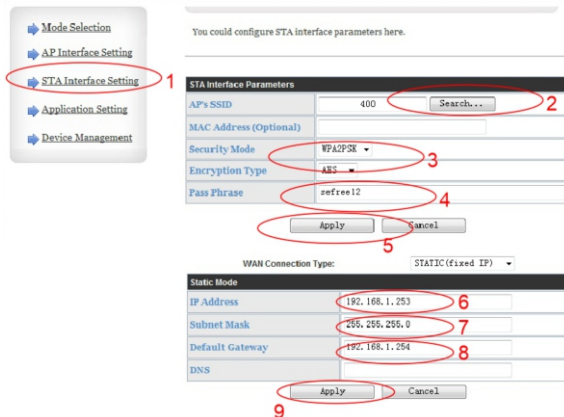 Mode Selection
AP Interface Setting
STA Interface Setting 1
Application Setting
Device Management
You could configure STA interface parameters here.
STA Interface Parameters
AP's SSID 400 Search... 2
MAC Address (Optional)
Security Mode WPA2PSK 3
Encryption Type AES
Pass Phrase sefree12 4
Apply Cancel
5
WAN Connection Type: STATIC(fixed IP)
Static Mode
IP Address 192.168.1.253 6
Subnet Mask 255.255.255.0 7
Default Gateway 192.168.1.254 8
DNS
Apply Cancel
9